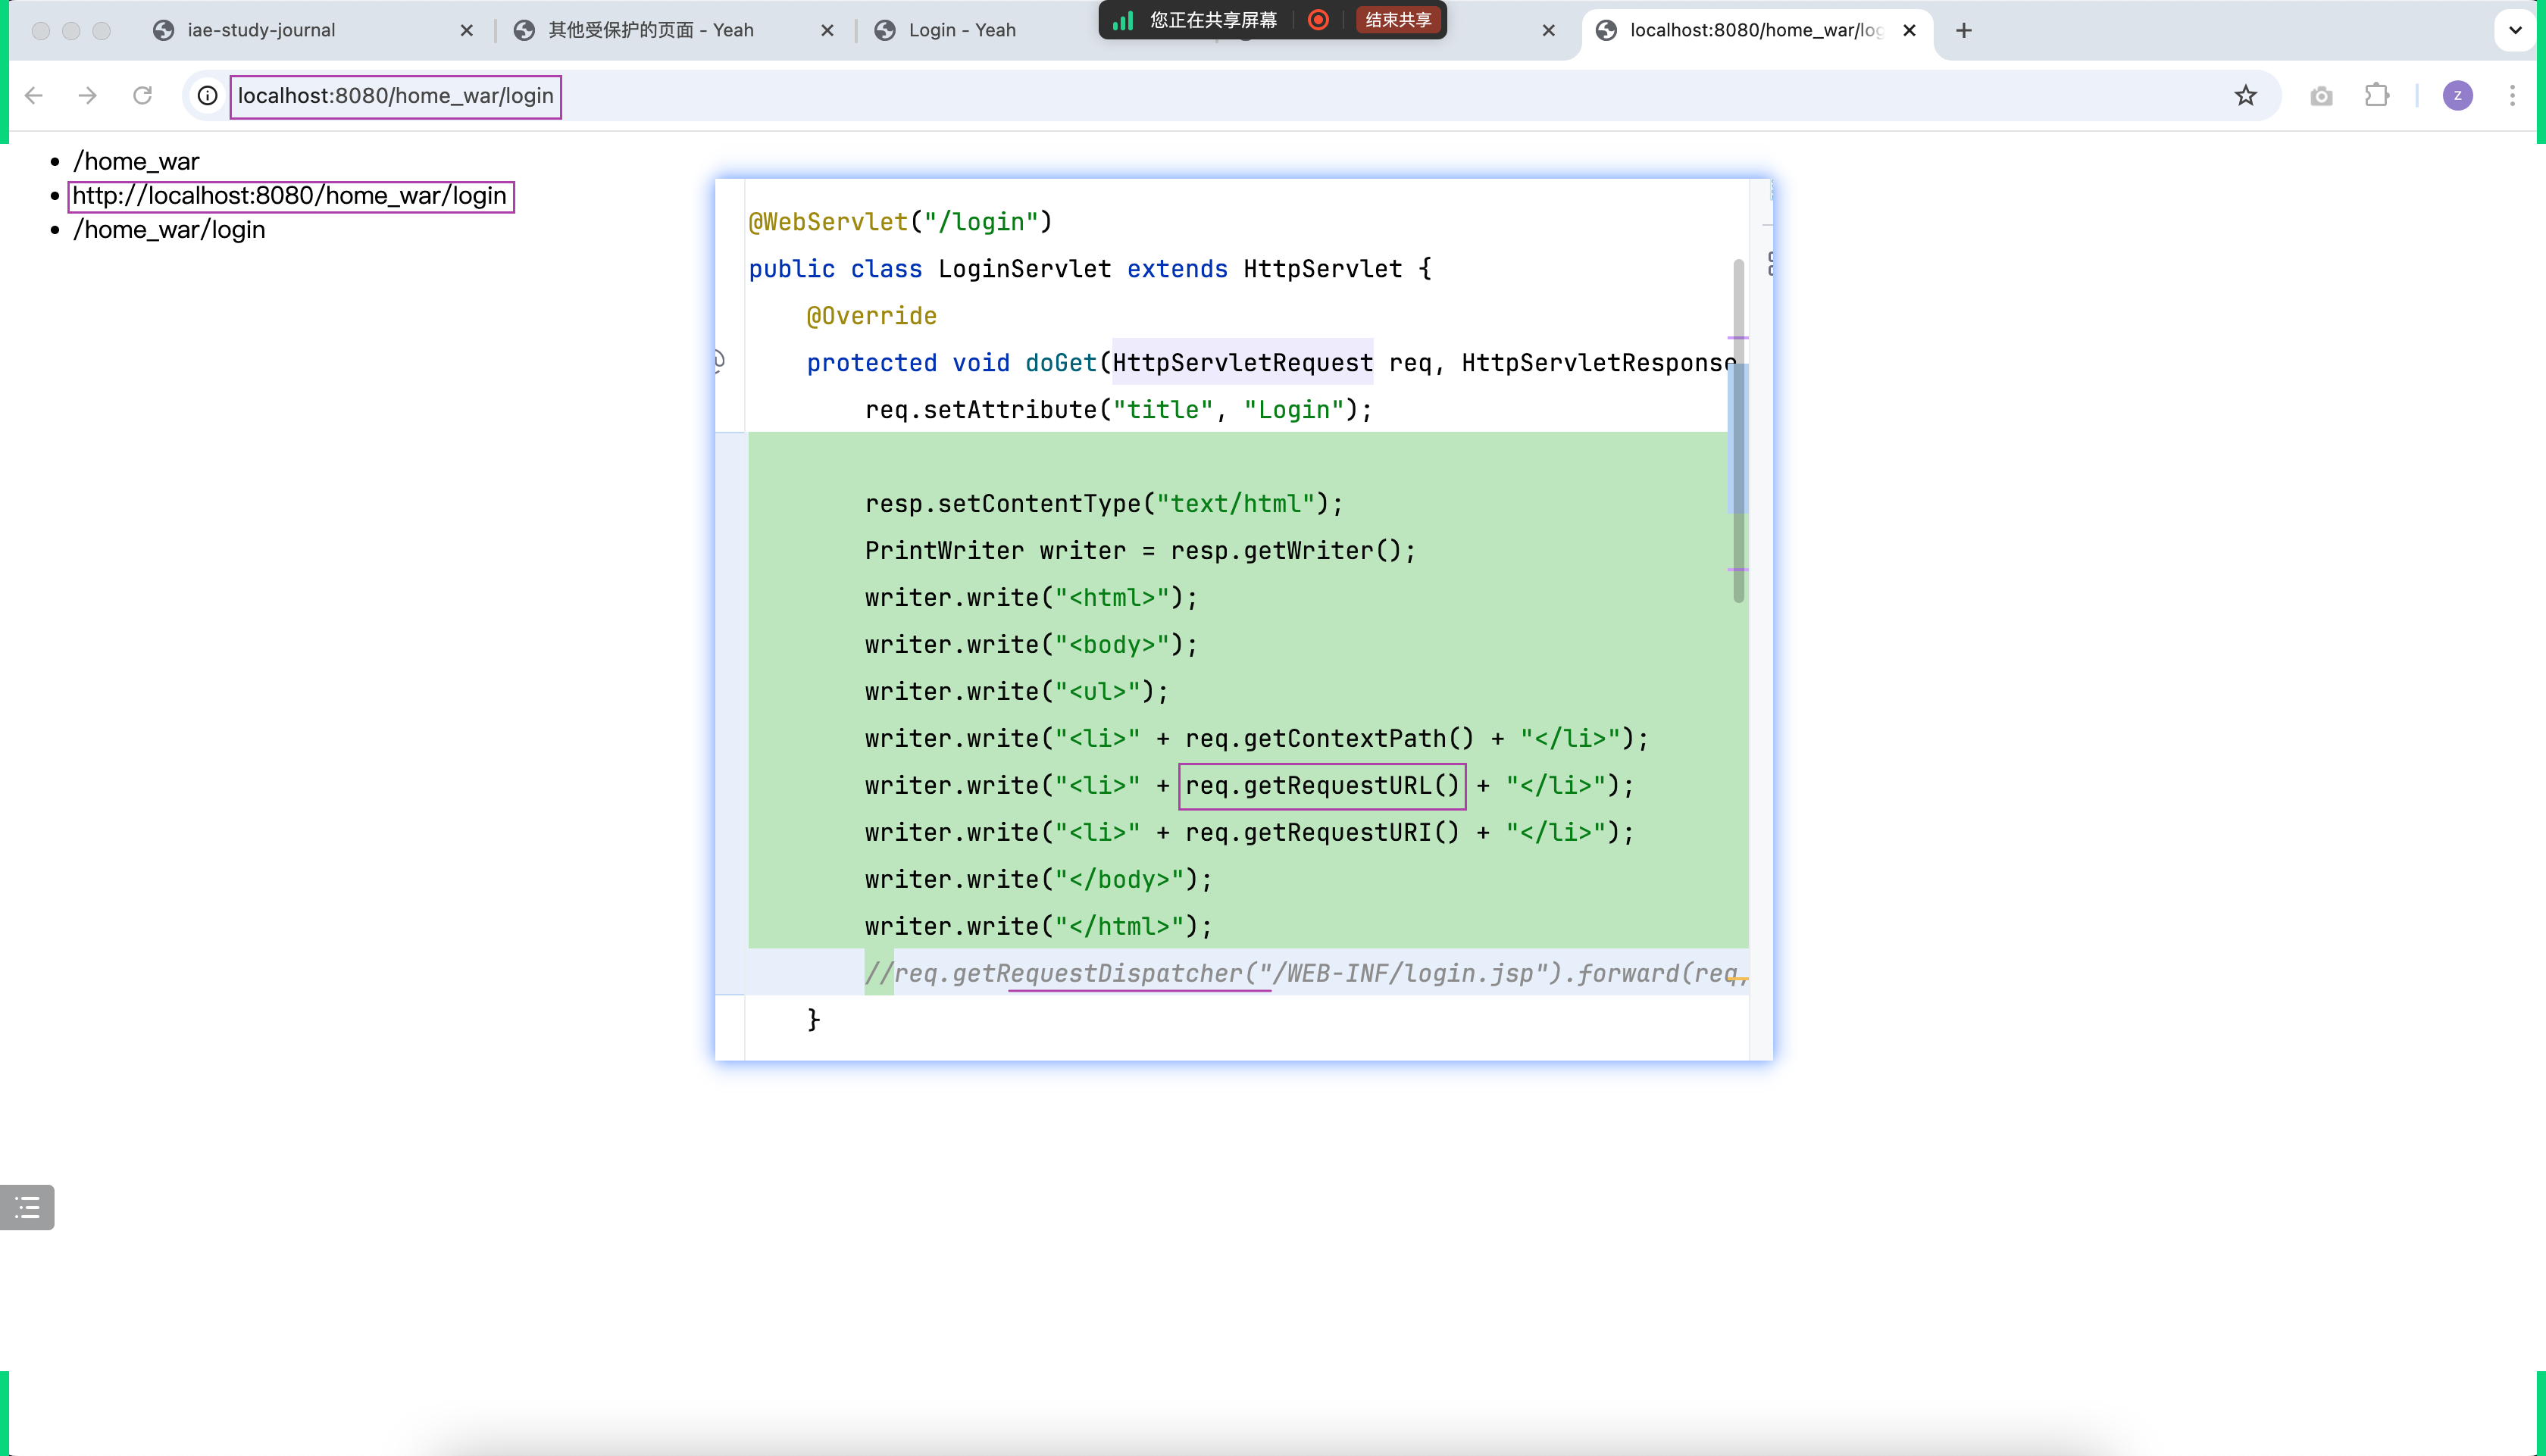 iae-study-journal
其他受保护的页面 - Yeah
Login - Yeah
您正在共享屏幕
结束共享
localhost:8080/home_war/log
localhost:8080/home_war/login
z
/home_war
http://localhost:8080/home_war/login
/home_war/login
@WebServlet("/login")
public class LoginServlet extends HttpServlet {
@Override
protected void doGet(HttpServletRequest req, HttpServletResponse
req.setAttribute("title", "Login");
resp.setContentType("text/html");
PrintWriter writer = resp.getWriter();
writer.write("<html>");
writer.write("<body>");
writer.write("<ul>");
writer.write("<li>" + req.getContextPath() + "</li>");
writer.write("<li>" + req.getRequestURL() + "</li>");
writer.write("<li>" + req.getRequestURI() + "</li>");
writer.write("</body>");
writer.write("</html>");
//req.getRequestDispatcher("/WEB-INF/login.jsp").forward(req,
}